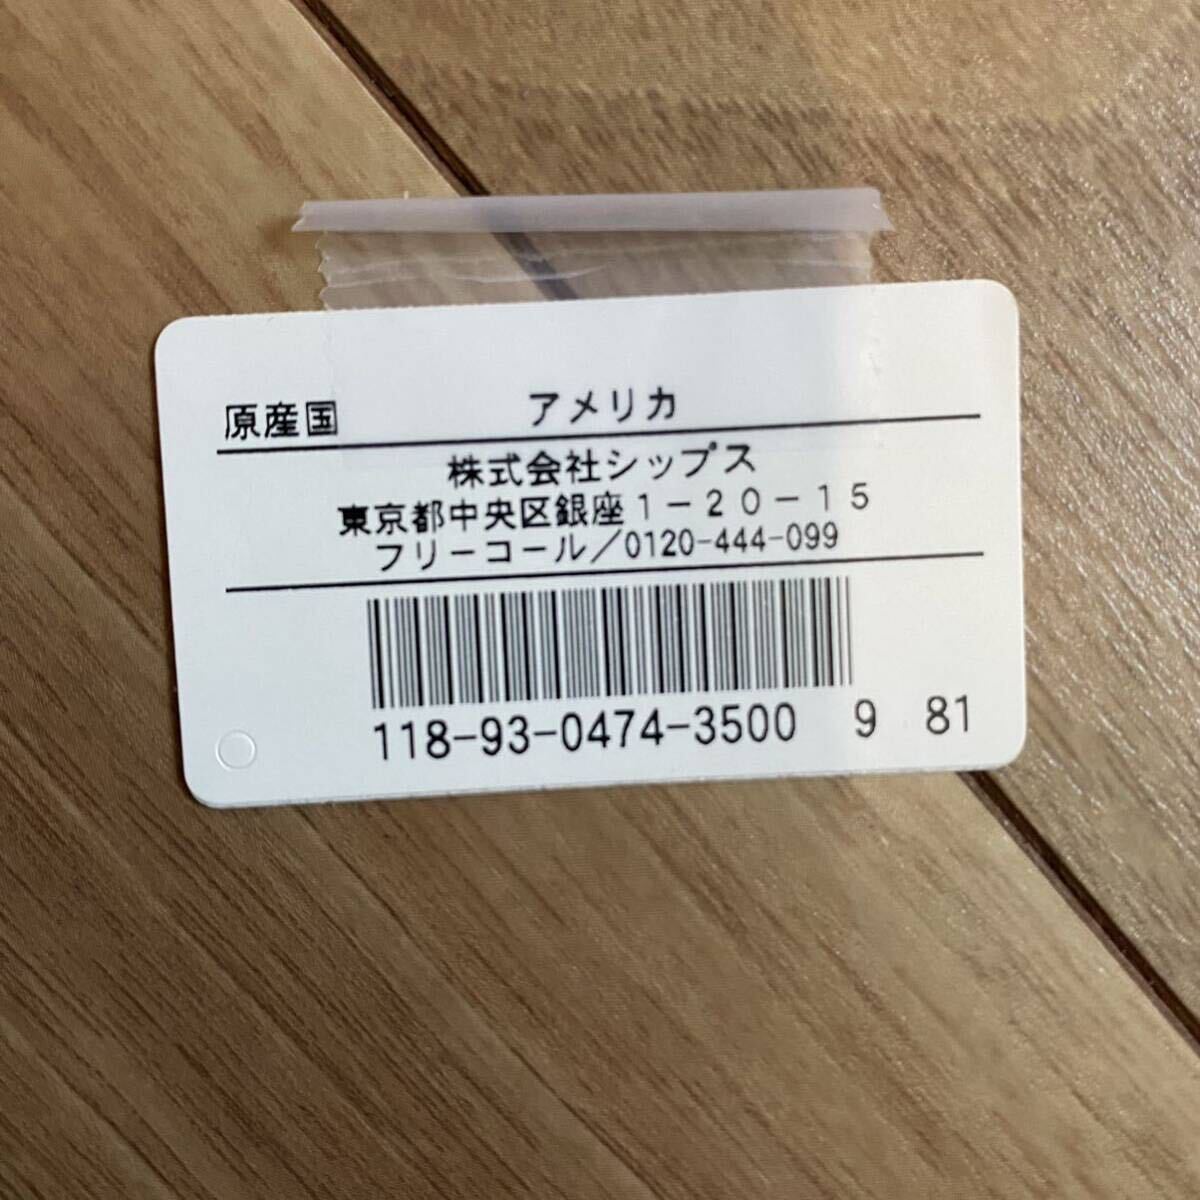 原産国 アメリカ
株式会社シップス
東京都中央区銀座1-20-15
フリーコール/0120-444-099
118-93-0474-3500 9 81